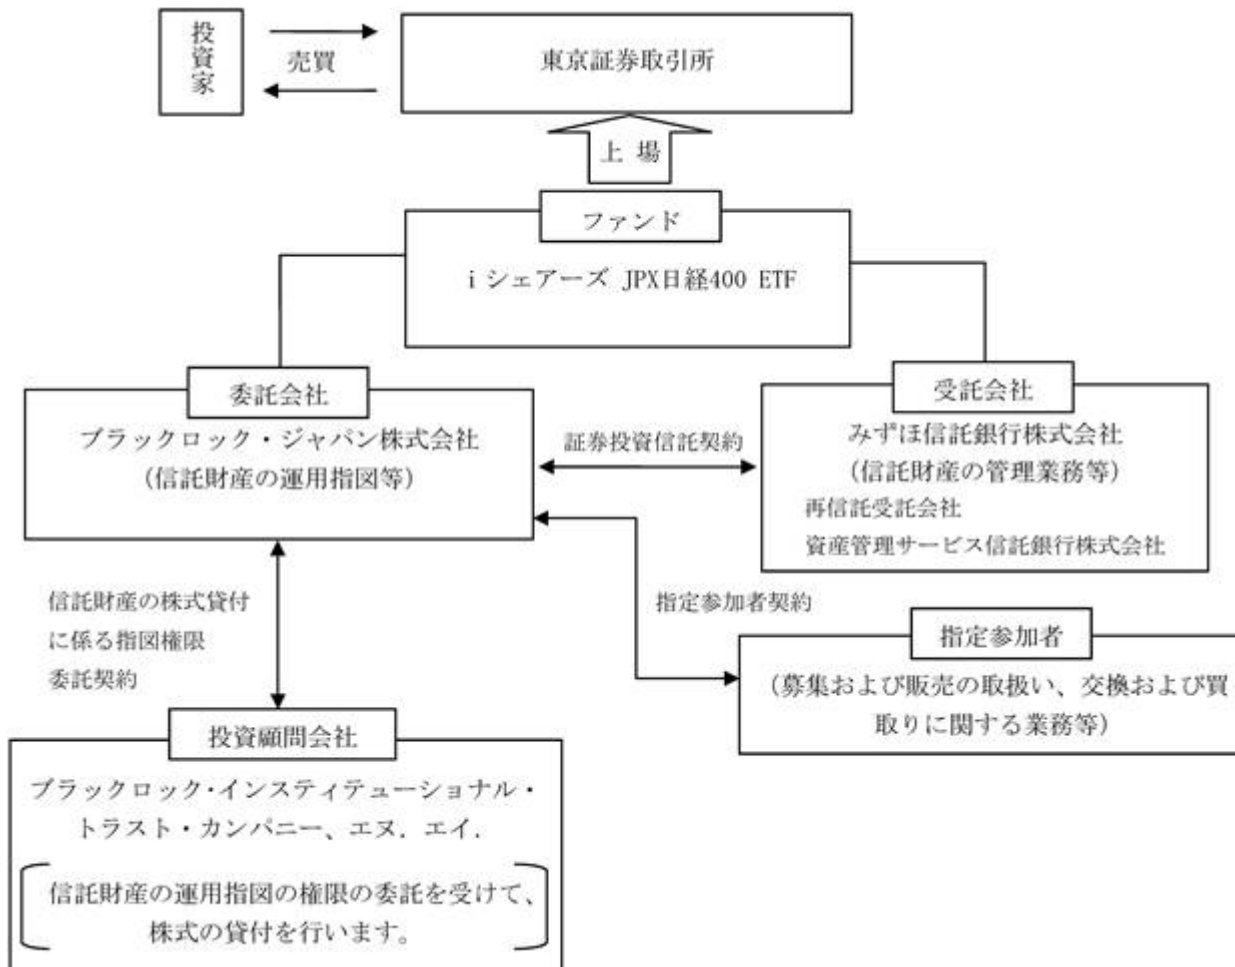 投資家
売買
東京証券取引所
上 場
ファンド
i シェアーズ JPX日経400 ETF
委託会社
ブラックロック・ジャパン株式会社
（信託財産の運用指図等）
証券投資信託契約
受託会社
みずほ信託銀行株式会社
（信託財産の管理業務等）
再信託受託会社
資産管理サービス信託銀行株式会社
信託財産の株式貸付
に係る指図権限
委託契約
指定参加者契約
指定参加者
（募集および販売の取扱い、交換および買
取りに関する業務等）
投資顧問会社
ブラックロック・インスティテューショナル・
トラスト・カンパニー、エヌ．エイ．
信託財産の運用指図の権限の委託を受けて、
株式の貸付を行います。